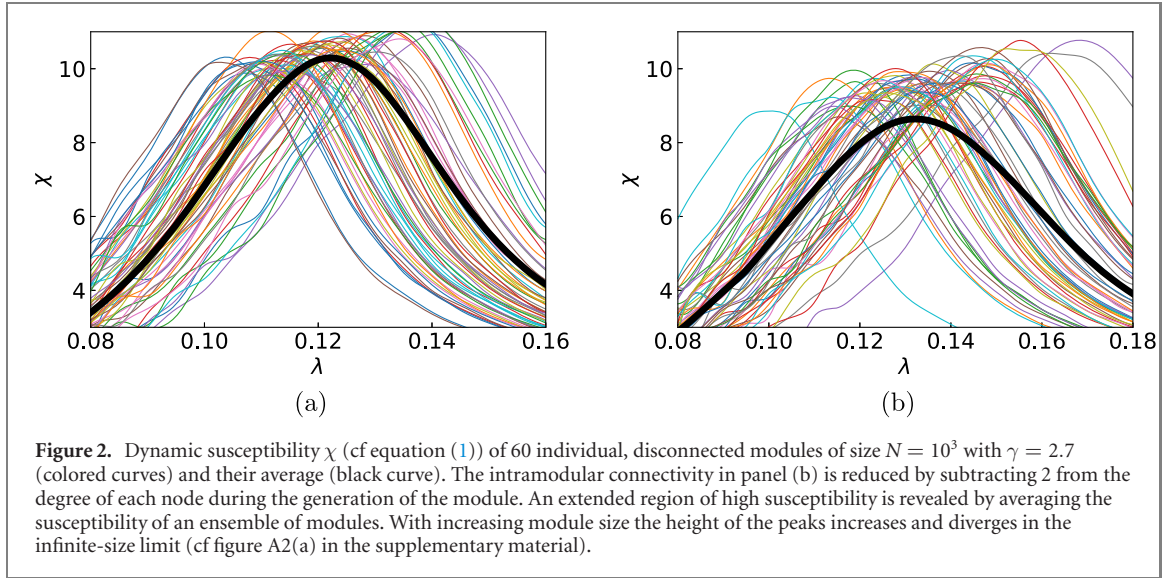 10
8
χ
6
4
0.08 0.10 0.12 0.14 0.16
λ
(a)
10
8
χ
6
4
0.08 0.10 0.12 0.14 0.16 0.18
λ
(b)
Figure 2. Dynamic susceptibility χ (cf equation (1)) of 60 individual, disconnected modules of size N = 10³ with γ = 2.7
(colored curves) and their average (black curve). The intramodular connectivity in panel (b) is reduced by subtracting 2 from the
degree of each node during the generation of the module. An extended region of high susceptibility is revealed by averaging the
susceptibility of an ensemble of modules. With increasing module size the height of the peaks increases and diverges in the
infinite-size limit (cf figure A2(a) in the supplementary material).